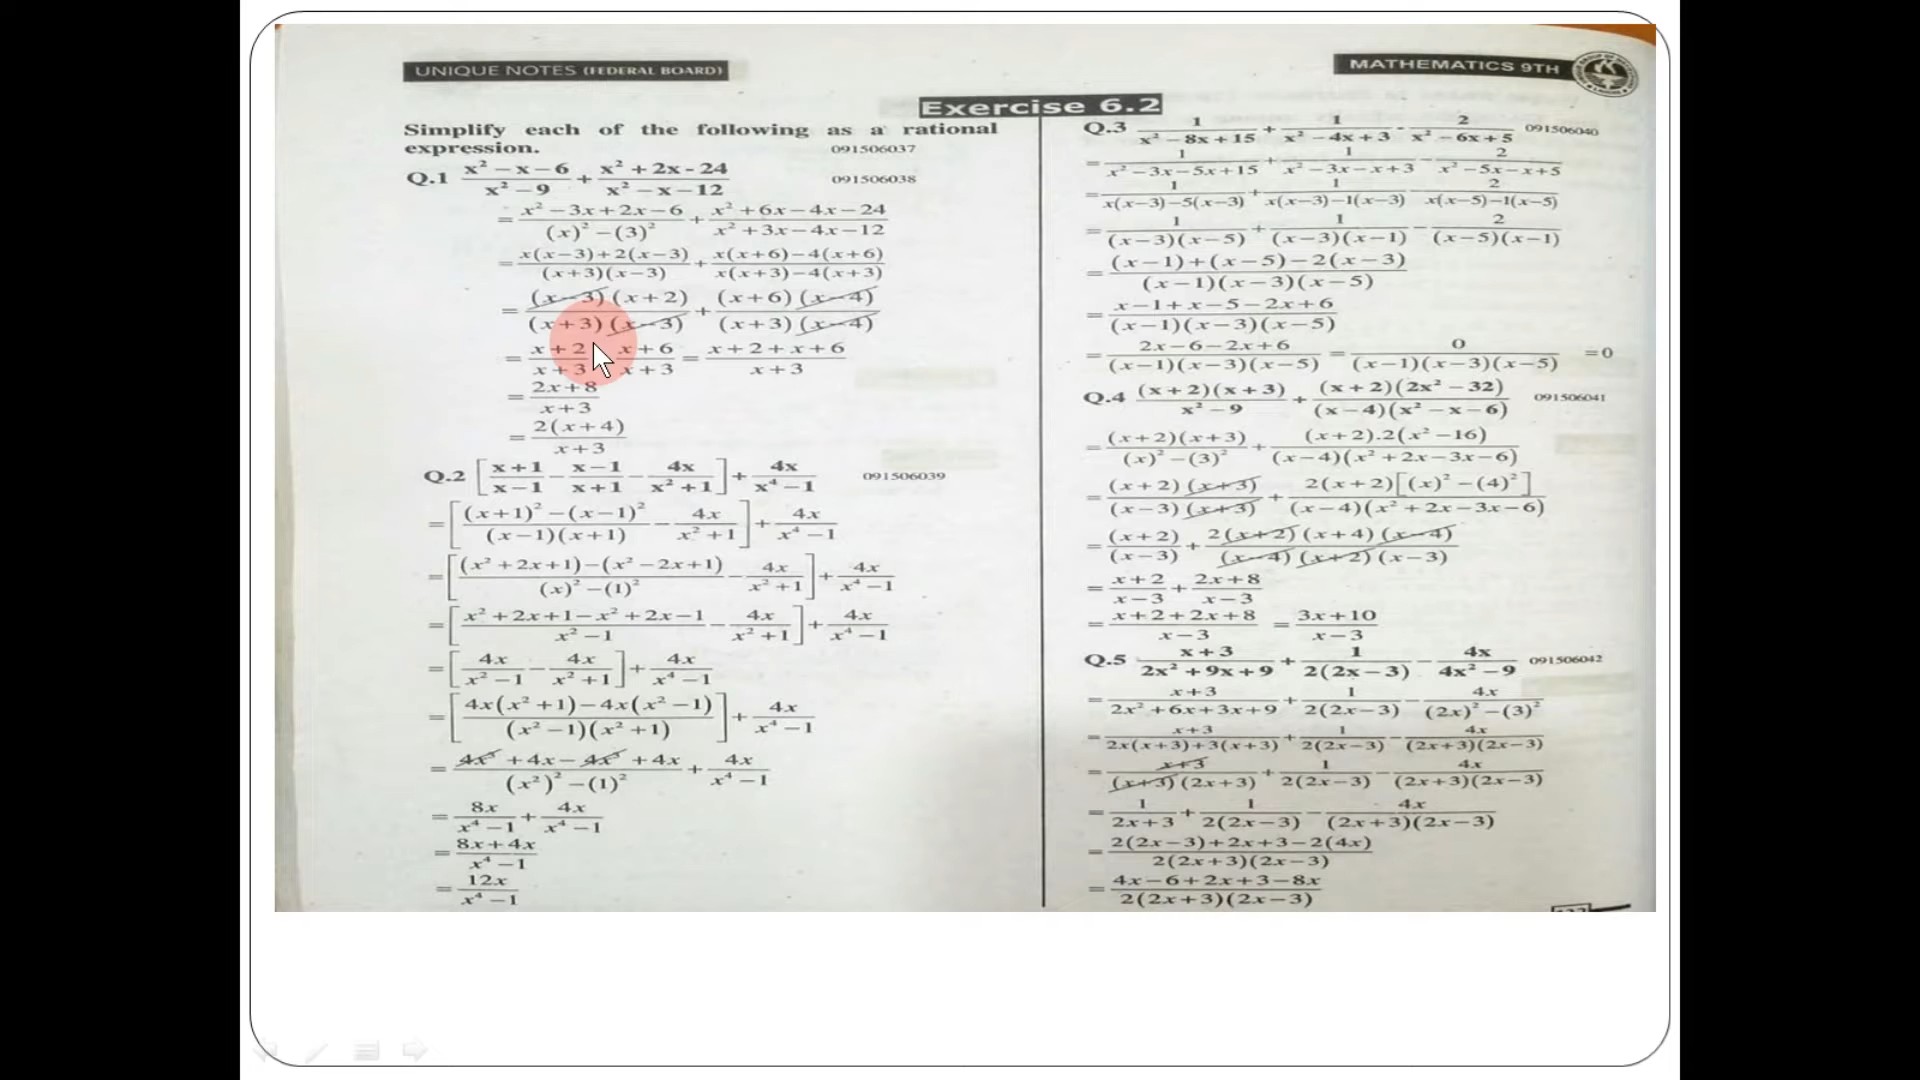 UNIQUE NOTES (FEDERAL BOARD)
MATHEMATICS 9TH
Exercise 6.2
Simplify each of the following as a rational
expression. 091506037
Q.1 (x² − x − 6)/(x² − 9) + (x² + 2x - 24)/(x² − x − 12) 091506038
= (x² − 3x + 2x − 6)/((x)² − (3)²) + (x² + 6x − 4x − 24)/(x² + 3x − 4x − 12)
= (x(x−3)+2(x−3))/((x+3)(x−3)) + (x(x+6)−4(x+6))/(x(x+3)−4(x+3))
= ((x−3)(x+2))/((x+3)(x−3)) + ((x+6)(x−4))/((x+3)(x−4))
= (x+2)/(x+3) (x+6)/(x+3) = (x+2+x+6)/(x+3)
= (2x+8)/(x+3)
= (2(x+4))/(x+3)
Q.2 [(x+1)/(x−1) − (x−1)/(x+1) − 4x/(x²+1)] + 4x/(x⁴−1) 091506039
= [((x+1)² − (x−1)²)/((x−1)(x+1)) − 4x/(x²+1)] + 4x/(x⁴−1)
= [((x²+2x+1)−(x²−2x+1))/((x)²−(1)²) − 4x/(x²+1)] + 4x/(x⁴−1)
= [(x²+2x+1−x²+2x−1)/(x²−1) − 4x/(x²+1)] + 4x/(x⁴−1)
= [4x/(x²−1) − 4x/(x²+1)] + 4x/(x⁴−1)
= [(4x(x²+1)−4x(x²−1))/((x²−1)(x²+1))] + 4x/(x⁴−1)
= (4x³+4x−4x³+4x)/((x²)²−(1)²) + 4x/(x⁴−1)
= 8x/(x⁴−1) + 4x/(x⁴−1)
= (8x+4x)/(x⁴−1)
= 12x/(x⁴−1)
Q.3 1/(x²−8x+15) + 1/(x²−4x+3) - 2/(x²−6x+5) 091506040
= 1/(x²−3x−5x+15) + 1/(x²−3x−x+3) − 2/(x²−5x−x+5)
= 1/(x(x−3)−5(x−3)) + 1/(x(x−3)−1(x−3)) − 2/(x(x−5)−1(x−5))
= 1/((x−3)(x−5)) + 1/((x−3)(x−1)) − 2/((x−5)(x−1))
= ((x−1)+(x−5)−2(x−3))/((x−1)(x−3)(x−5))
= (x−1+x−5−2x+6)/((x−1)(x−3)(x−5))
= (2x−6−2x+6)/((x−1)(x−3)(x−5)) = 0/((x−1)(x−3)(x−5)) = 0
Q.4 ((x+2)(x+3))/(x²−9) + ((x+2)(2x²−32))/((x−4)(x²−x−6)) 091506041
= ((x+2)(x+3))/((x)²−(3)²) + ((x+2).2(x²−16))/((x−4)(x²+2x−3x−6))
= ((x+2)(x+3))/((x−3)(x+3)) + (2(x+2)[(x)²−(4)²])/((x−4)(x²+2x−3x−6))
= (x+2)/(x−3) + (2(x+2)(x+4)(x−4))/((x−4)(x+2)(x−3))
= (x+2)/(x−3) + (2x+8)/(x−3)
= (x+2+2x+8)/(x−3) = (3x+10)/(x−3)
Q.5 (x+3)/(2x²+9x+9) + 1/(2(2x−3)) − 4x/(4x²−9) 091506042
= (x+3)/(2x²+6x+3x+9) + 1/(2(2x−3)) − 4x/((2x)²−(3)²)
= (x+3)/(2x(x+3)+3(x+3)) + 1/(2(2x−3)) − 4x/((2x+3)(2x−3))
= (x+3)/((x+3)(2x+3)) + 1/(2(2x−3)) − 4x/((2x+3)(2x−3))
= 1/(2x+3) + 1/(2(2x−3)) − 4x/((2x+3)(2x−3))
= (2(2x−3)+2x+3−2(4x))/(2(2x+3)(2x−3))
= (4x−6+2x+3−8x)/(2(2x+3)(2x−3))